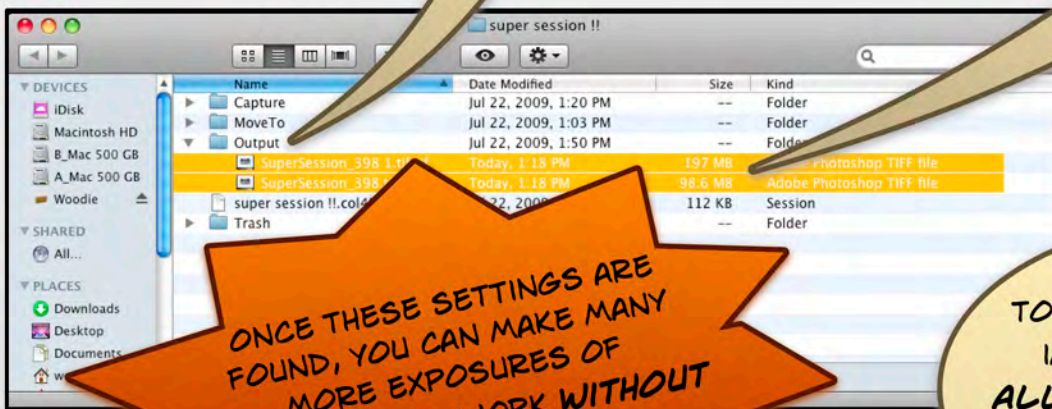 super session !!
DEVICES
iDisk
Macintosh HD
B_Mac 500 GB
A_Mac 500 GB
Woodie
SHARED
All...
PLACES
Downloads
Desktop
Documents
Name Date Modified Size Kind
Capture Jul 22, 2009, 1:20 PM -- Folder
MoveTo Jul 22, 2009, 1:03 PM -- Folder
Output Jul 22, 2009, 1:50 PM --
SuperSession_398 Today, 1:18 PM 197 MB Photoshop TIFF file
SuperSession_398 Today, 1:18 PM 98.6 MB Adobe Photoshop TIFF file
super session !!.col4 112 KB Session
Trash -- Folder
ONCE THESE SETTINGS ARE
FOUND, YOU CAN MAKE MANY
MORE EXPOSURES OF
WITHOUT